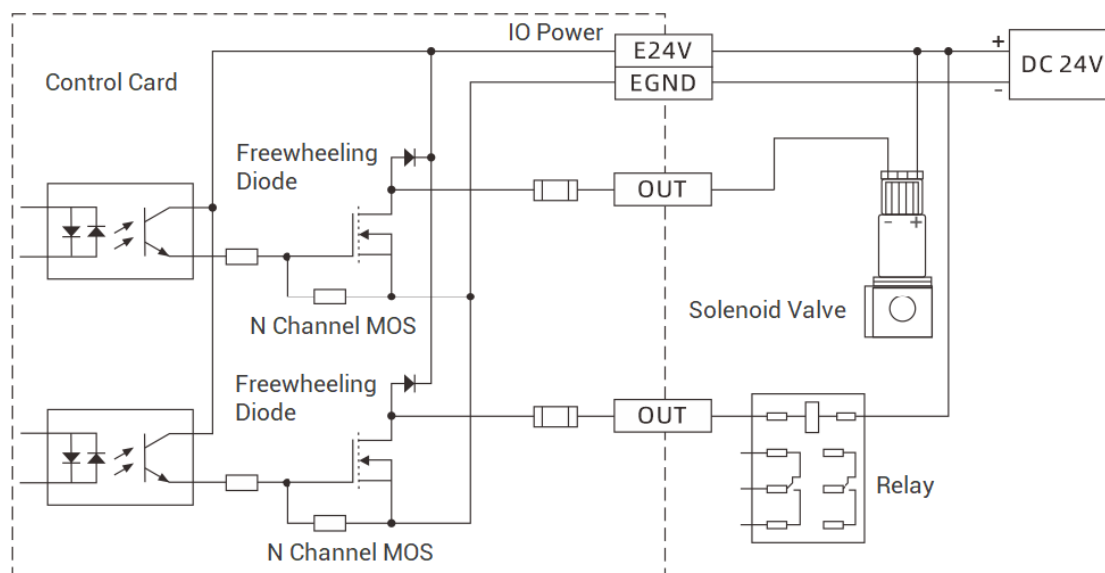 IO Power
E24V
+
DC 24V
Control Card
EGND
-
Freewheeling
Diode
OUT
- +
N Channel MOS
Solenoid Valve
Freewheeling
Diode
OUT
Relay
N Channel MOS